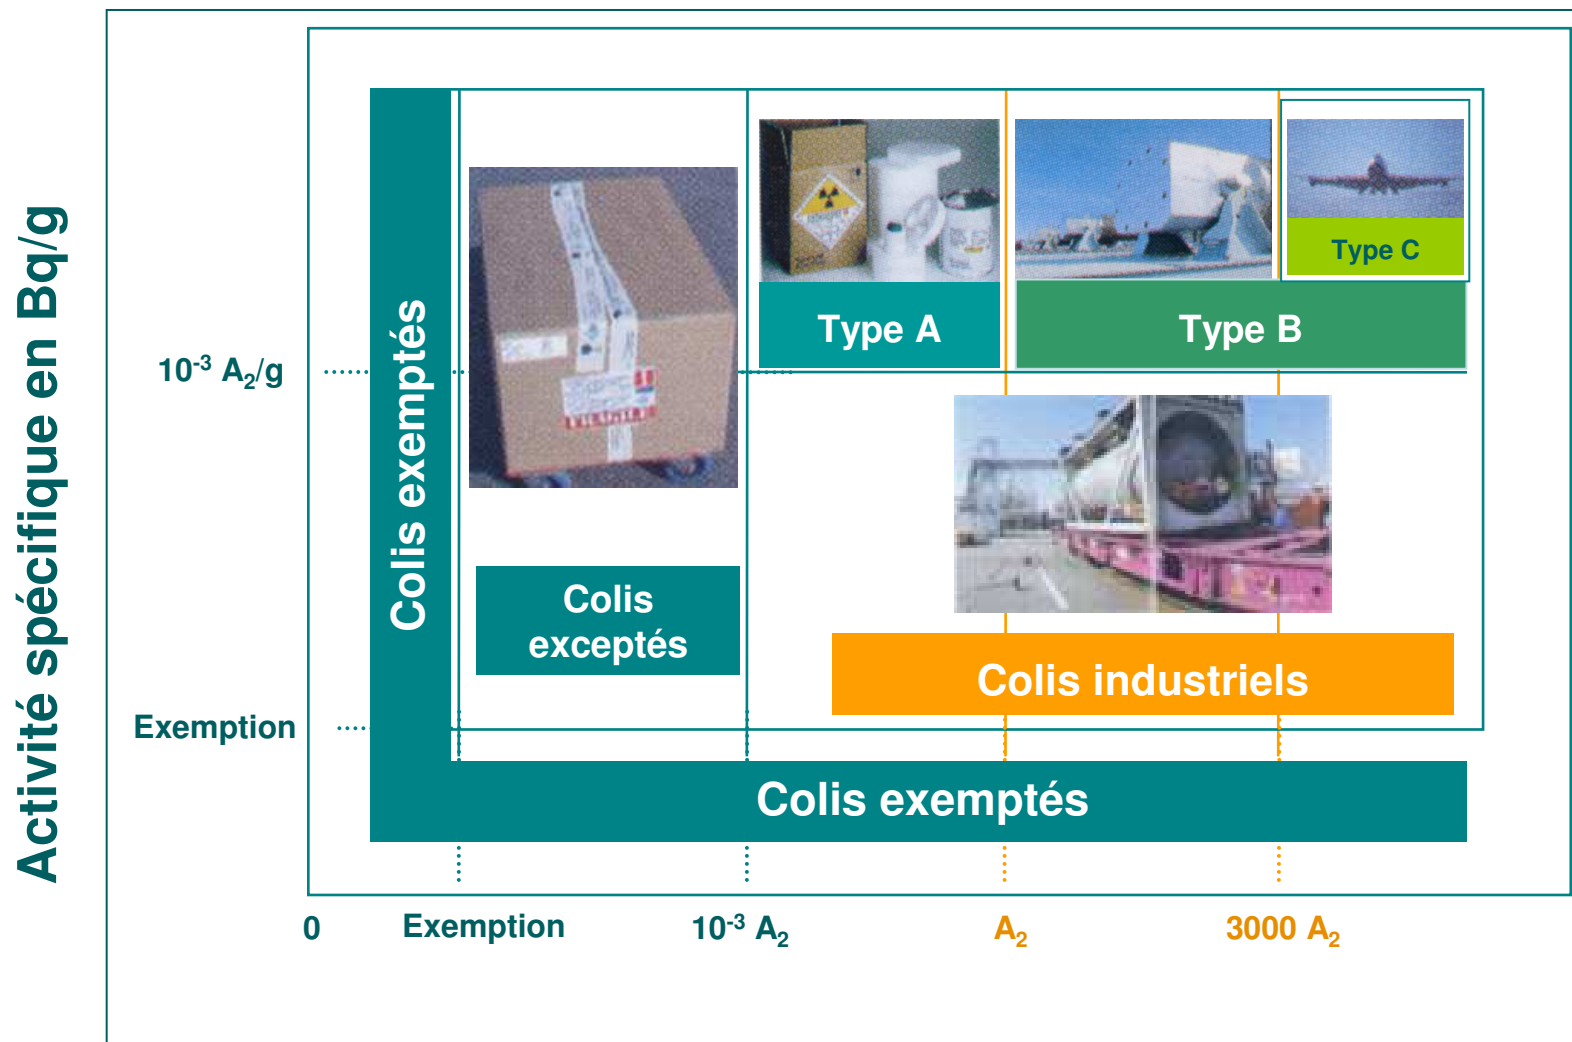 Activité spécifique en Bq/g
10⁻³ A₂/g
Exemption
Colis exemptés
Colis
exceptés
Type A
Type B
Type C
Colis industriels
Colis exemptés
0
Exemption
10⁻³ A₂
A₂
3000 A₂